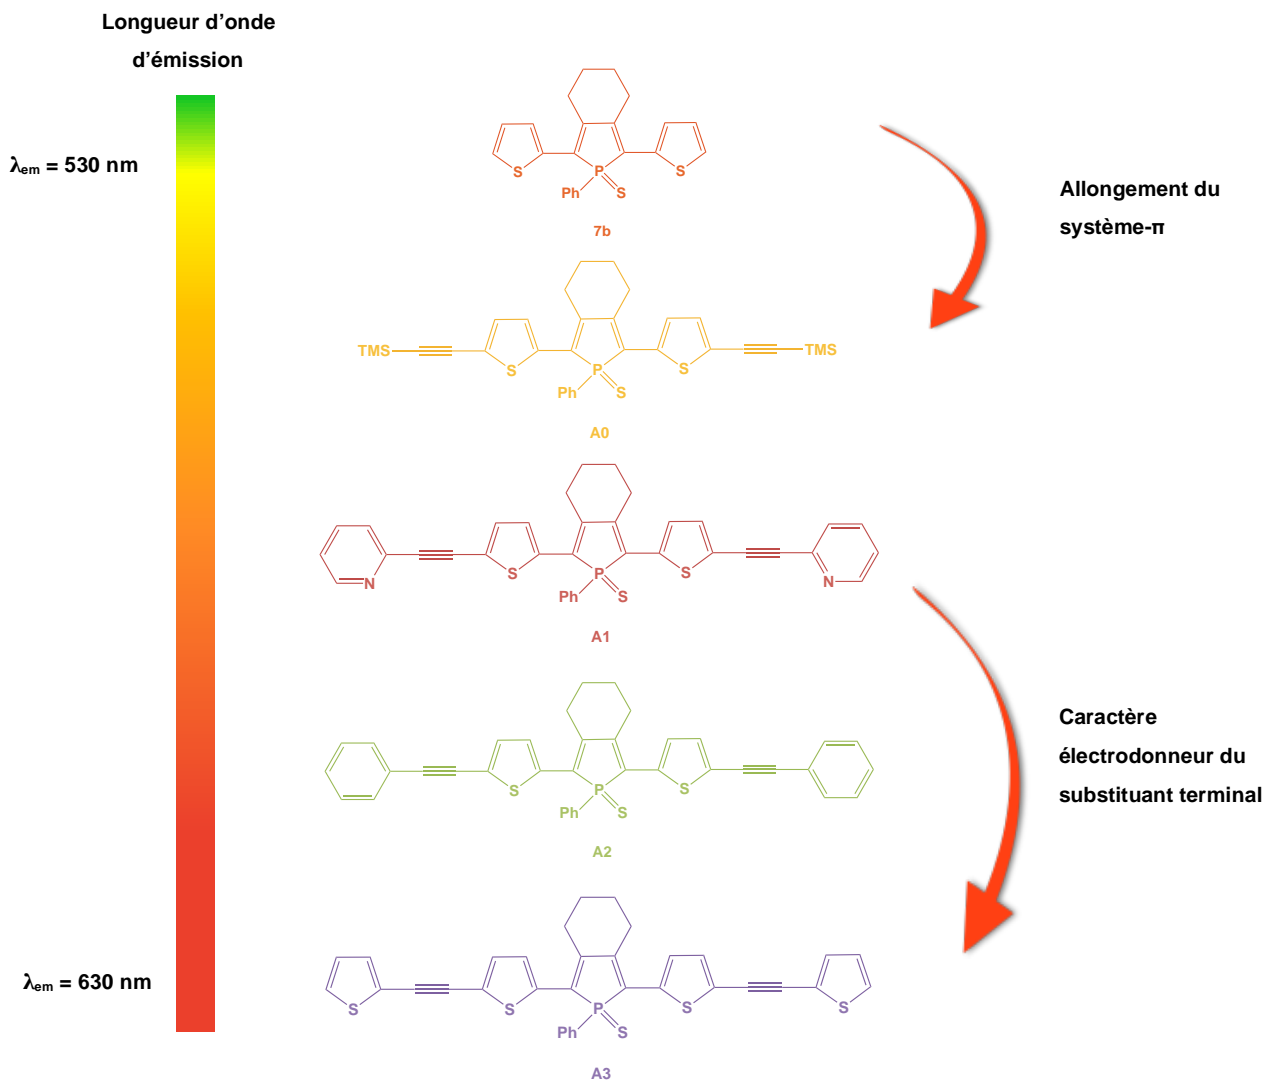 Longueur d'onde
d'émission
λem = 530 nm
S
P
S
Ph
S
7b
Allongement du
système-π
TMS
S
P
S
Ph
S
TMS
A0
N
S
P
S
Ph
S
N
A1
S
P
S
Ph
S
A2
Caractère
électrodonneur du
substituant terminal
λem = 630 nm
S
S
P
S
Ph
S
S
A3